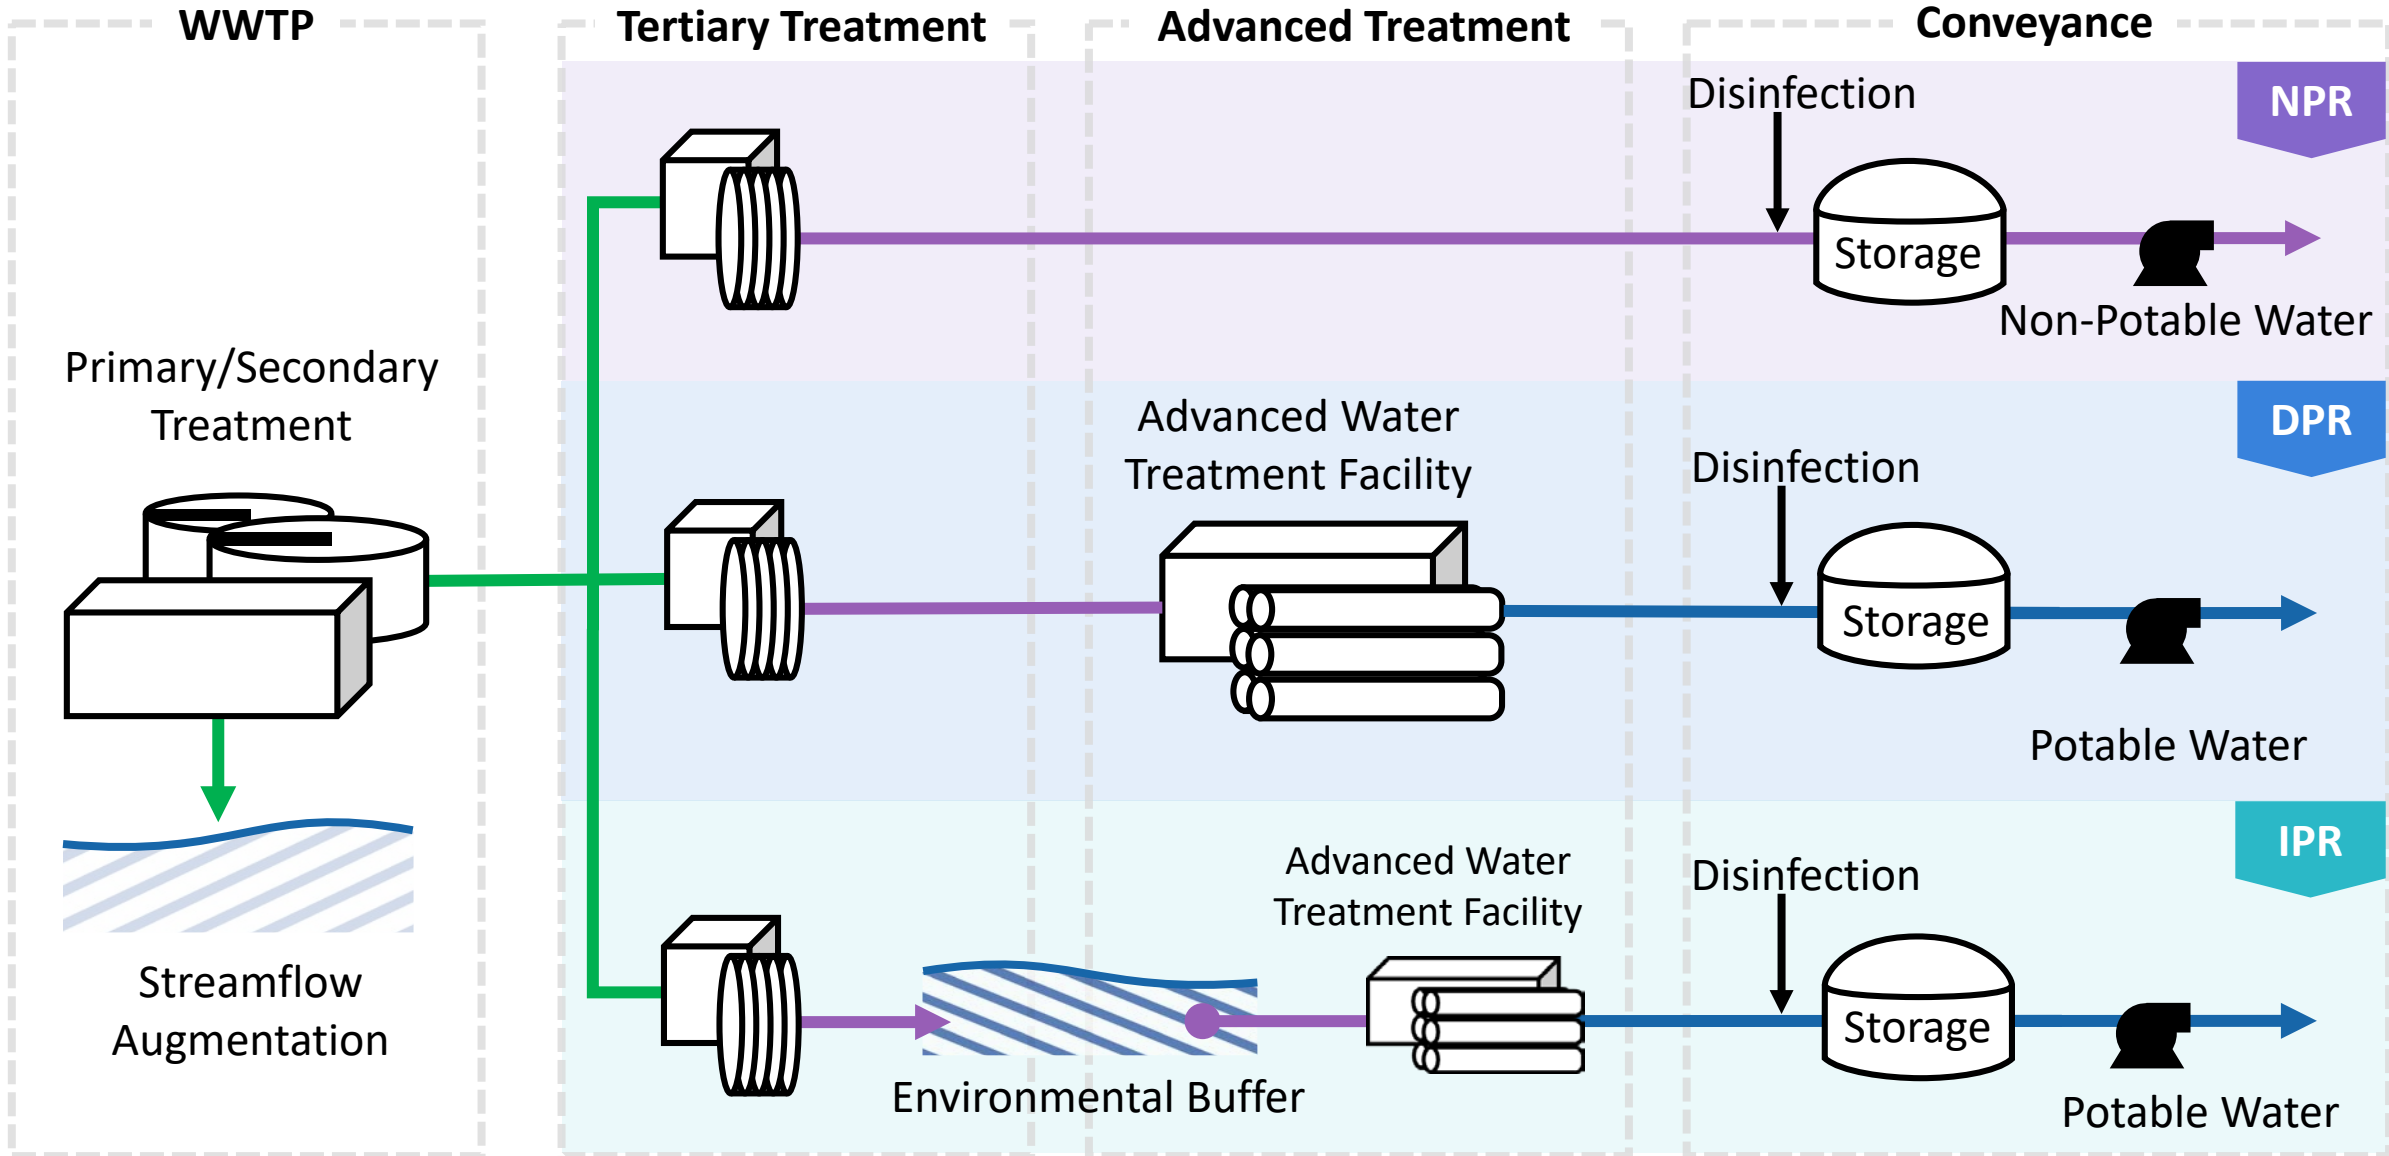 WWTP
Tertiary Treatment
Advanced Treatment
Conveyance
Primary/Secondary
Treatment
Streamflow
Augmentation
NPR
Disinfection
Storage
Non-Potable Water
DPR
Advanced Water
Treatment Facility
Disinfection
Storage
Potable Water
IPR
Environmental Buffer
Advanced Water
Treatment Facility
Disinfection
Storage
Potable Water